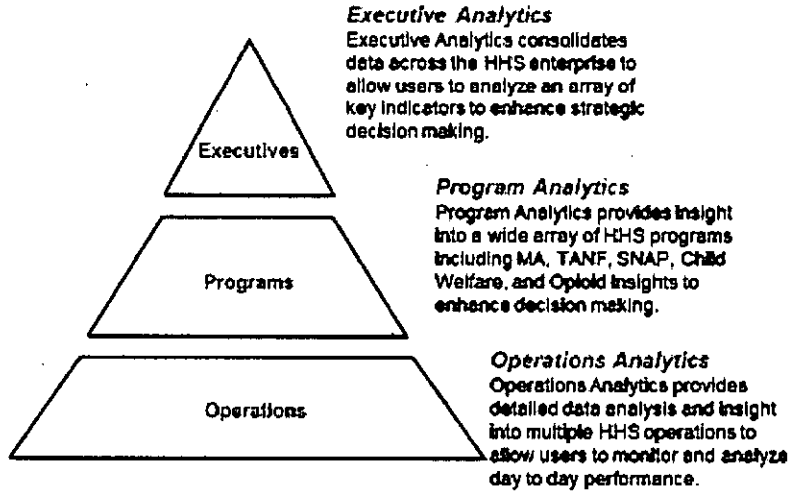 Executive Analytics
Executive Analytics consolidates
data across the HHS enterprise to
allow users to analyze an array of
key indicators to enhance strategic
decision making.
Executives
Program Analytics
Program Analytics provides insight
into a wide array of HHS programs
including MA, TANF, SNAP, Child
Welfare, and Opioid Insights to
enhance decision making.
Programs
Operations Analytics
Operations Analytics provides
detailed data analysis and insight
into multiple HHS operations to
allow users to monitor and analyze
day to day performance.
Operations